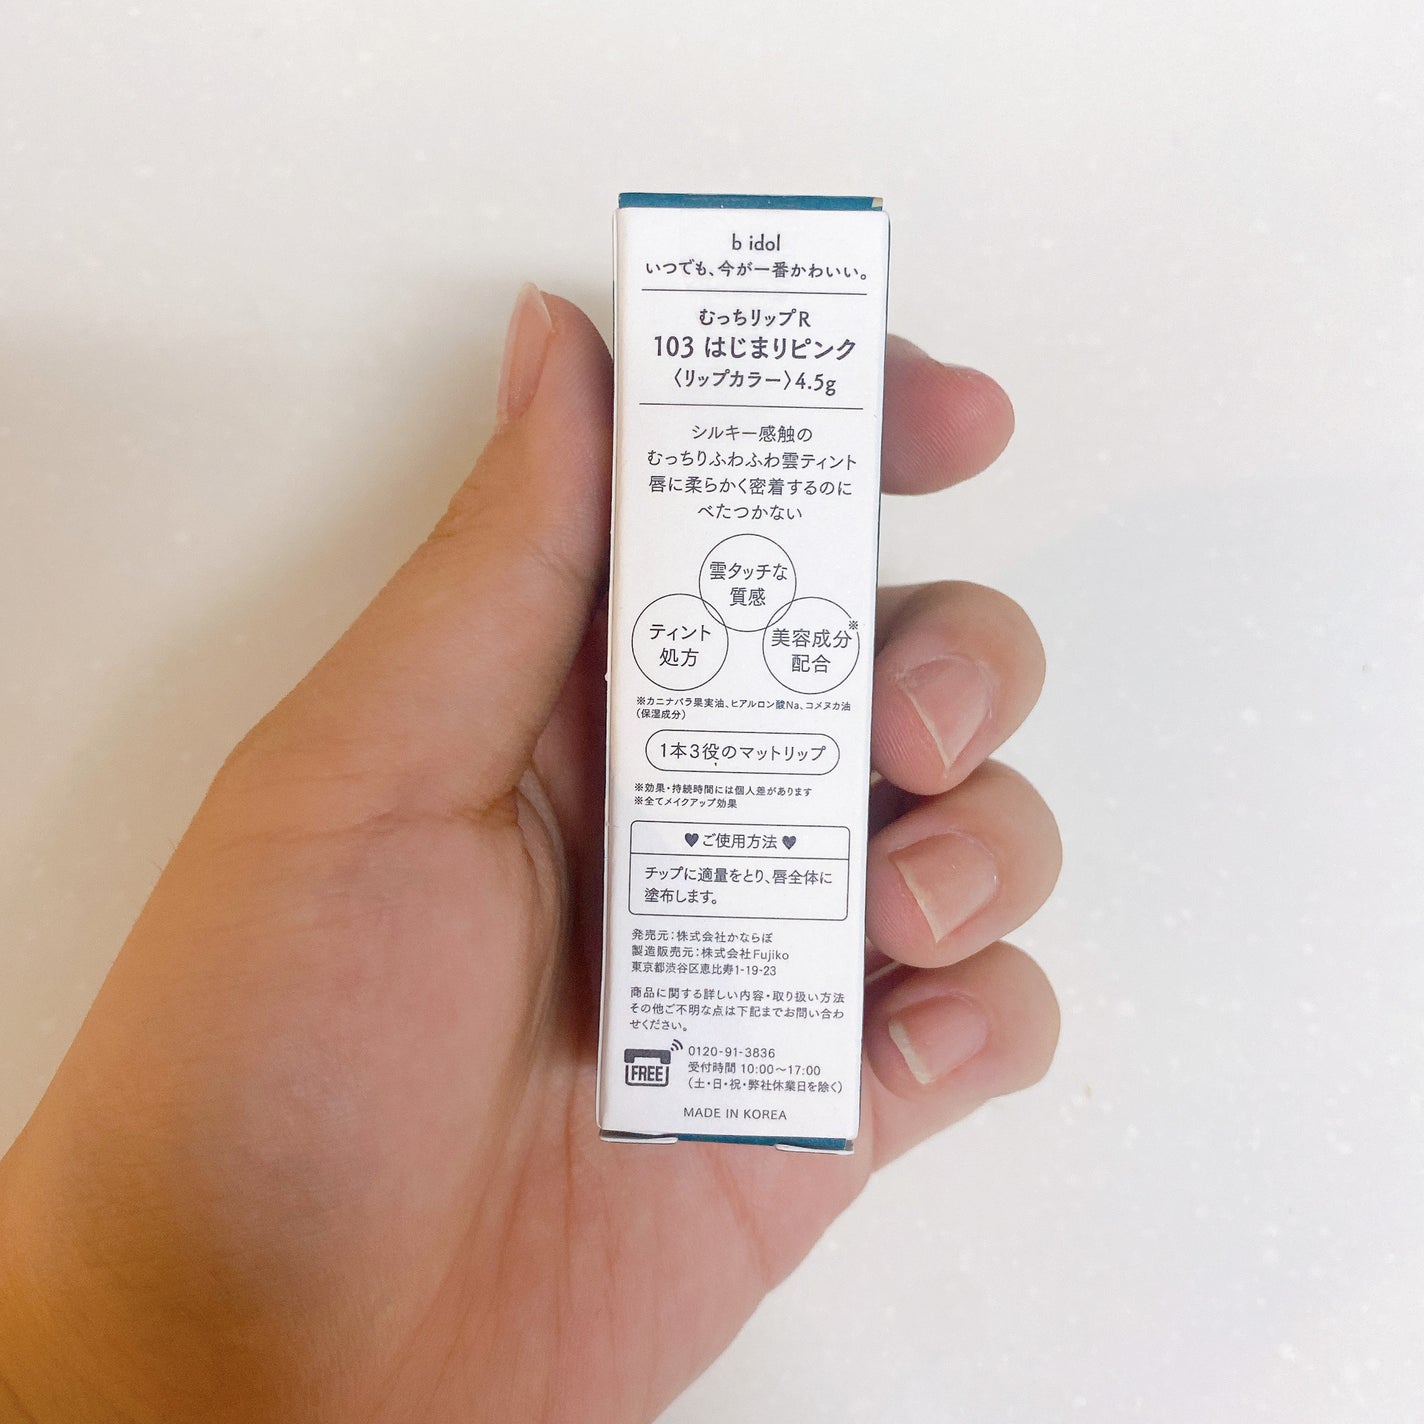 b idol
いつでも、今が一番かわいい。
むっちリップR
103 はじまりピンク
〈リップカラー〉4.5g
シルキー感触の
むっちりふわふわ雲ティント
唇に柔らかく密着するのに
べたつかない
雲タッチな
質感
ティント
処方
美容成分※
配合
※カニナバラ果実油、ヒアルロン酸Na、コメヌカ油
（保湿成分）
1本3役のマットリップ
※効果・持続時間には個人差があります
※全てメイクアップ効果
♥ご使用方法♥
チップに適量をとり、唇全体に
塗布します。
発売元：株式会社かならぼ
製造販売元：株式会社Fujiko
東京都渋谷区恵比寿1-19-23
商品に関する詳しい内容・取り扱い方法
その他ご不明な点は下記までお問い合わ
せください。
FREE
0120-91-3836
受付時間 10:00〜17:00
（土・日・祝・弊社休業日を除く）
MADE IN KOREA